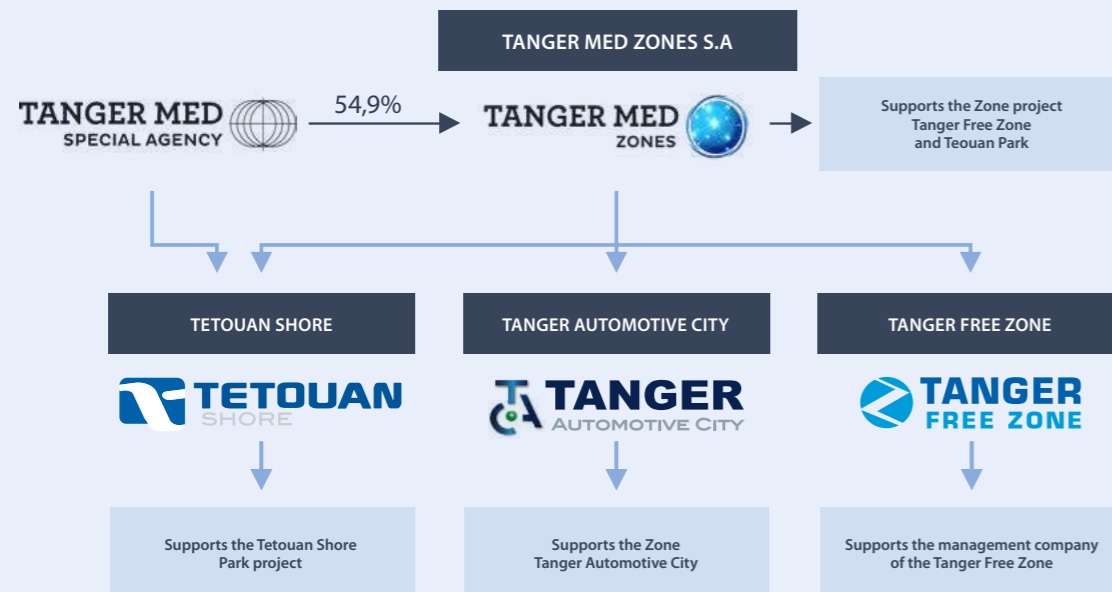 TANGER MED ZONES S.A
TANGER MED
SPECIAL AGENCY
54,9%
TANGER MED
ZONES
Supports the Zone project
Tanger Free Zone
and Teouan Park
TETOUAN SHORE
TETOUAN
SHORE
Supports the Tetouan Shore
Park project
TANGER AUTOMOTIVE CITY
TCA TANGER
AUTOMOTIVE CITY
Supports the Zone
Tanger Automotive City
TANGER FREE ZONE
TANGER
FREE ZONE
Supports the management company
of the Tanger Free Zone